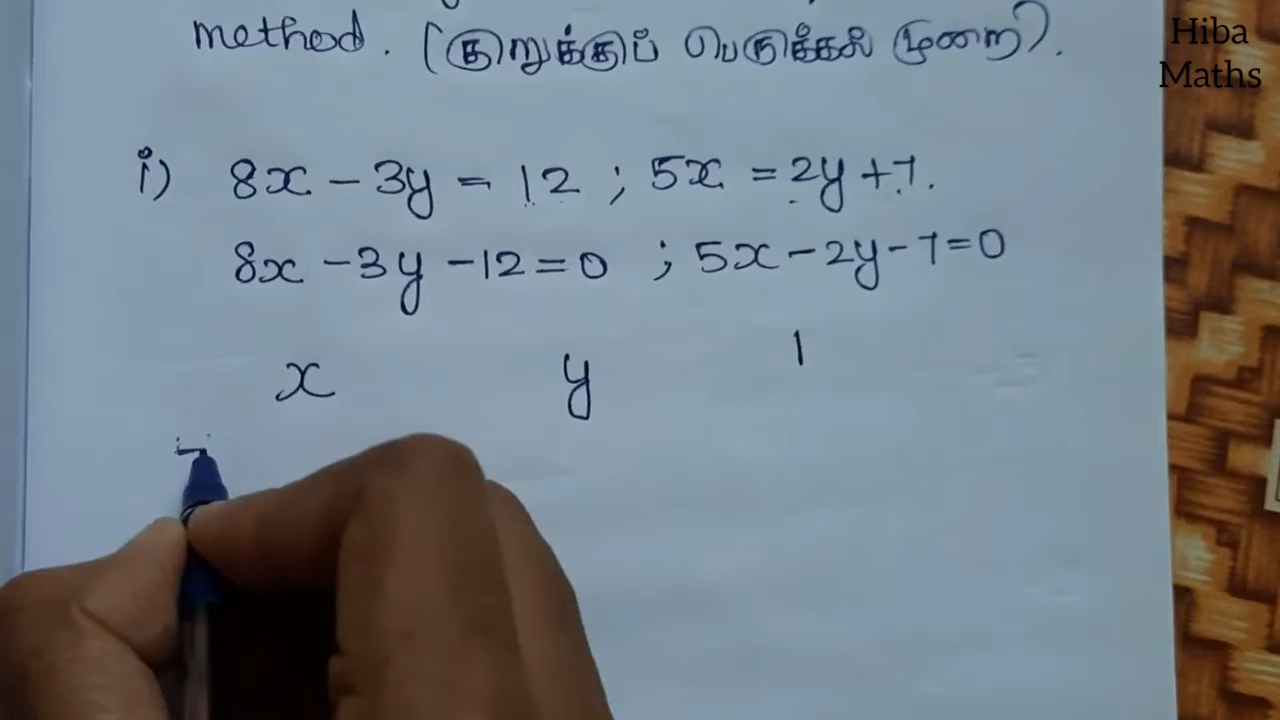 method. (குறுக்குப் பெருக்கல் முறை).
Hiba
Maths
i) 8x - 3y = 12 ; 5x = 2y + 7.
8x - 3y - 12 = 0 ; 5x - 2y - 7 = 0
x y 1